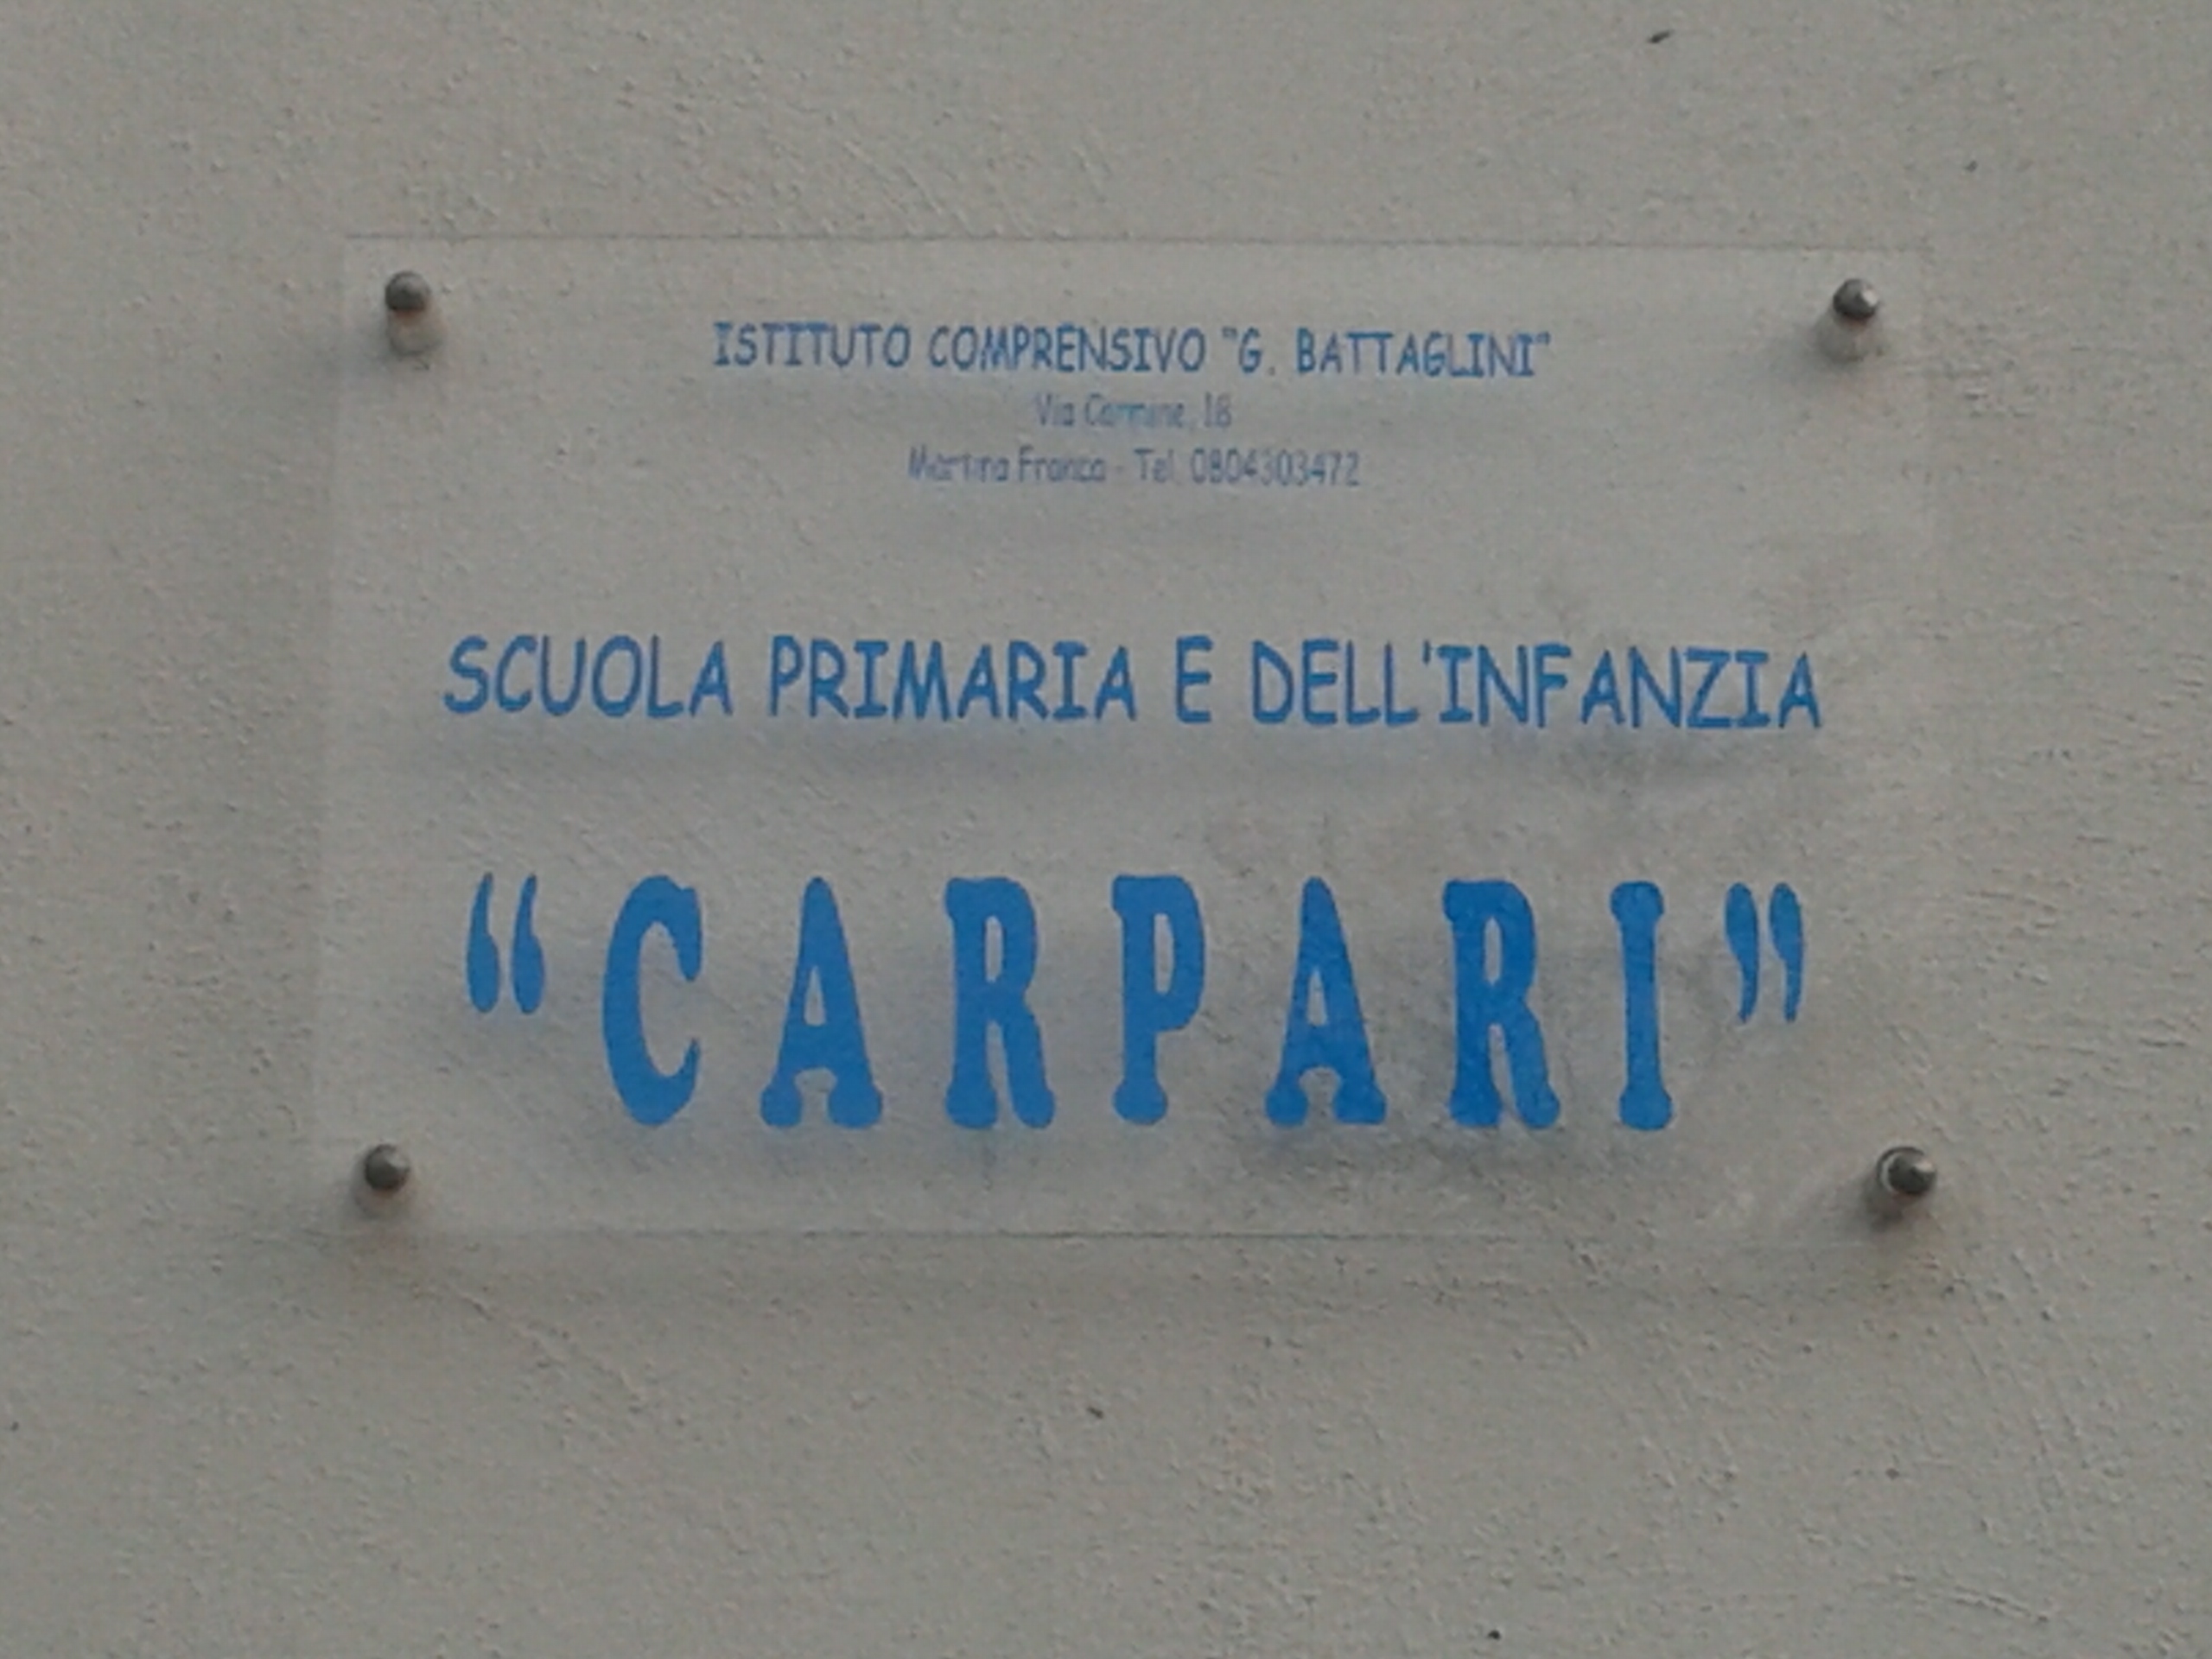 ISTITUTO COMPRENSIVO "G. BATTAGLINI"
Via Carmine, 18
Martina Franca - Tel. 0804303472
SCUOLA PRIMARIA E DELL'INFANZIA
“CARPARI”